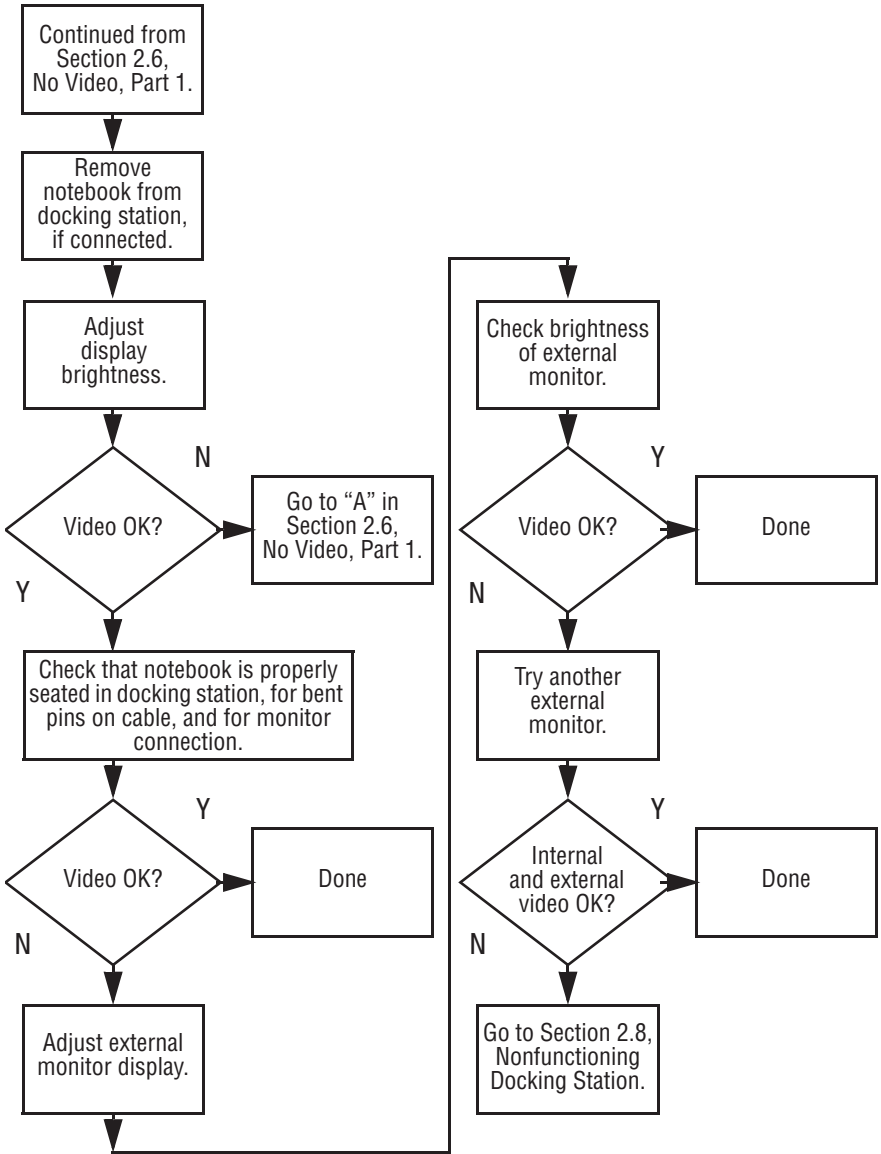 Continued from
Section 2.6,
No Video, Part 1.
Remove
notebook from
docking station,
if connected.
Adjust
display
brightness.
Video OK?
N
Go to “A” in
Section 2.6,
No Video, Part 1.
Y
Check that notebook is properly
seated in docking station, for bent
pins on cable, and for monitor
connection.
Video OK?
Y
Done
N
Adjust external
monitor display.
Check brightness
of external
monitor.
Video OK?
Y
Done
N
Try another
external
monitor.
Internal
and external
video OK?
Y
Done
N
Go to Section 2.8,
Nonfunctioning
Docking Station.